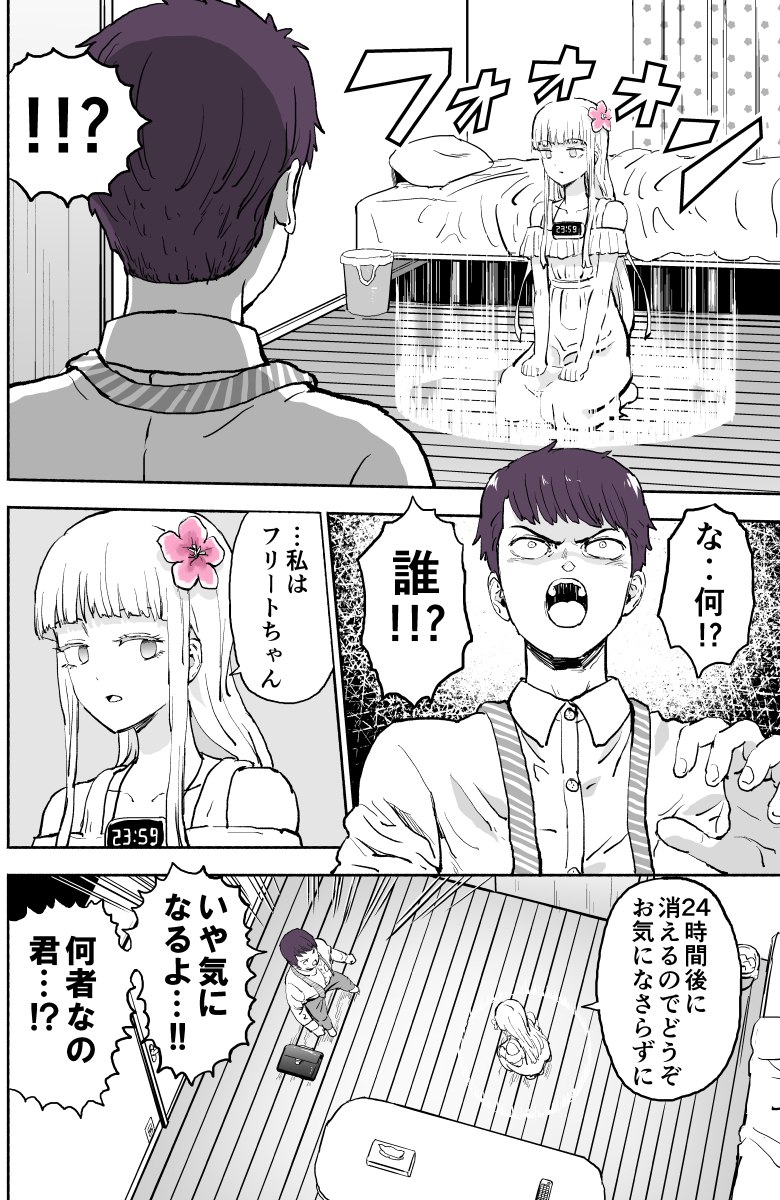 フォォォン
!!?
23:59
な‥何!?
誰
!!?
…私は
フリートちゃん
23:59
24時間後に
消えるのでどうぞ
お気になさらずに
いや気に
なるよ…!!
何者なの
君…!?